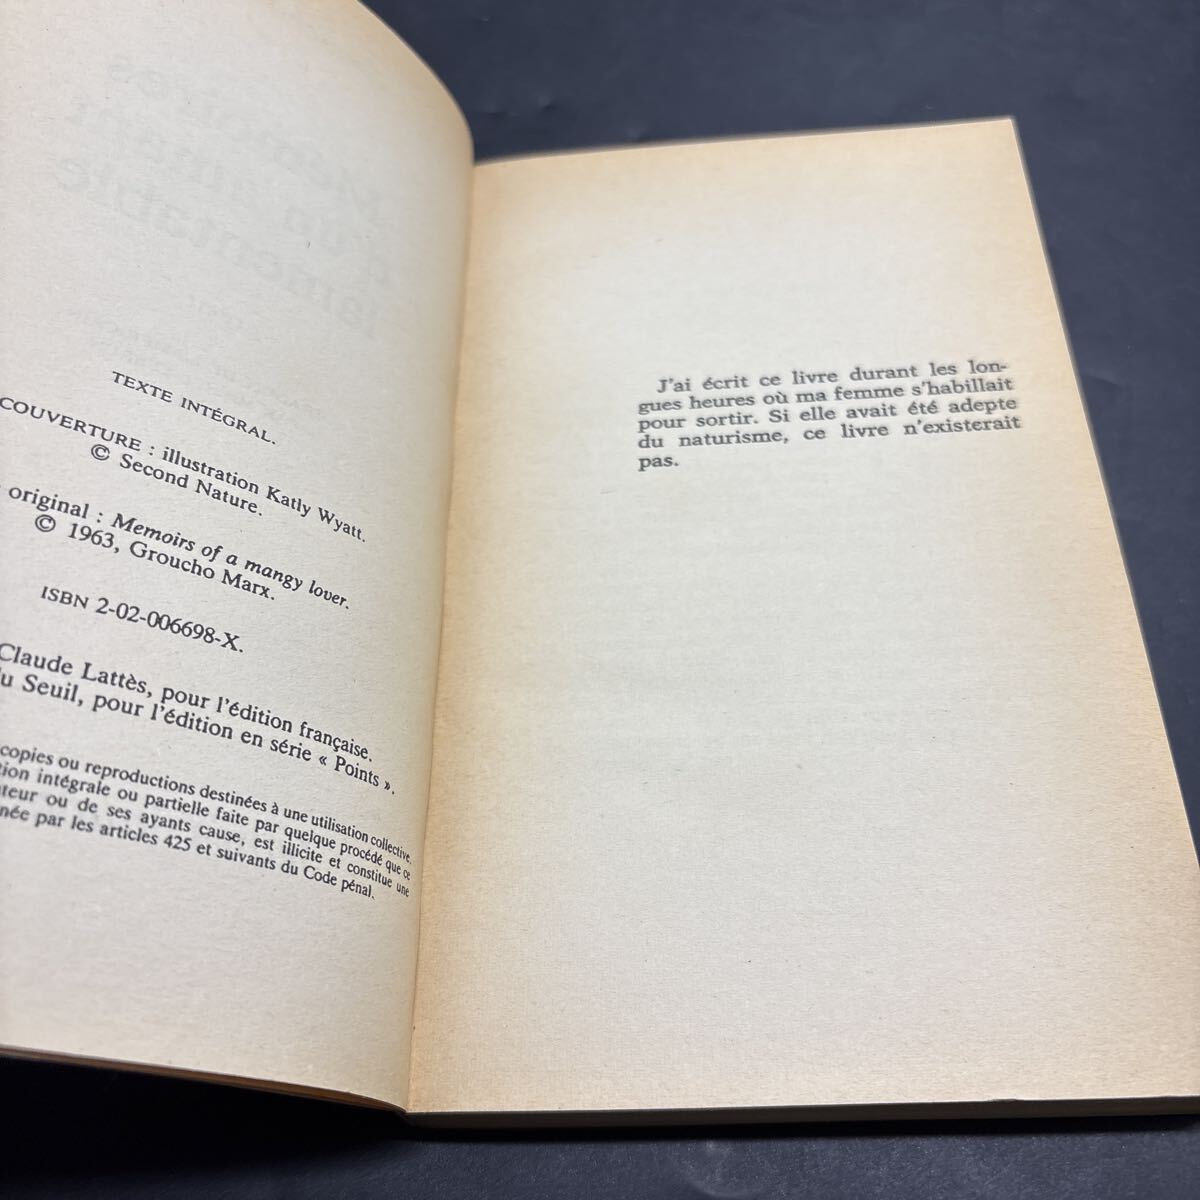 TEXTE INTÉGRAL.
COUVERTURE : illustration Katly Wyatt.
© Second Nature.
original : Memoirs of a mangy lover.
© 1963, Groucho Marx.
ISBN 2-02-006698-X.
Claude Lattès, pour l'édition française.
Seuil, pour l'édition en série « Points ».
copies ou reproductions destinées à une utilisation collective.
intégrale ou partielle faite par quelque procédé que ce
ou de ses ayants cause, est illicite et constitue une
par les articles 425 et suivants du Code pénal.
J'ai écrit ce livre durant les lon-
gues heures où ma femme s'habillait
pour sortir. Si elle avait été adepte
du naturisme, ce livre n'existerait
pas.